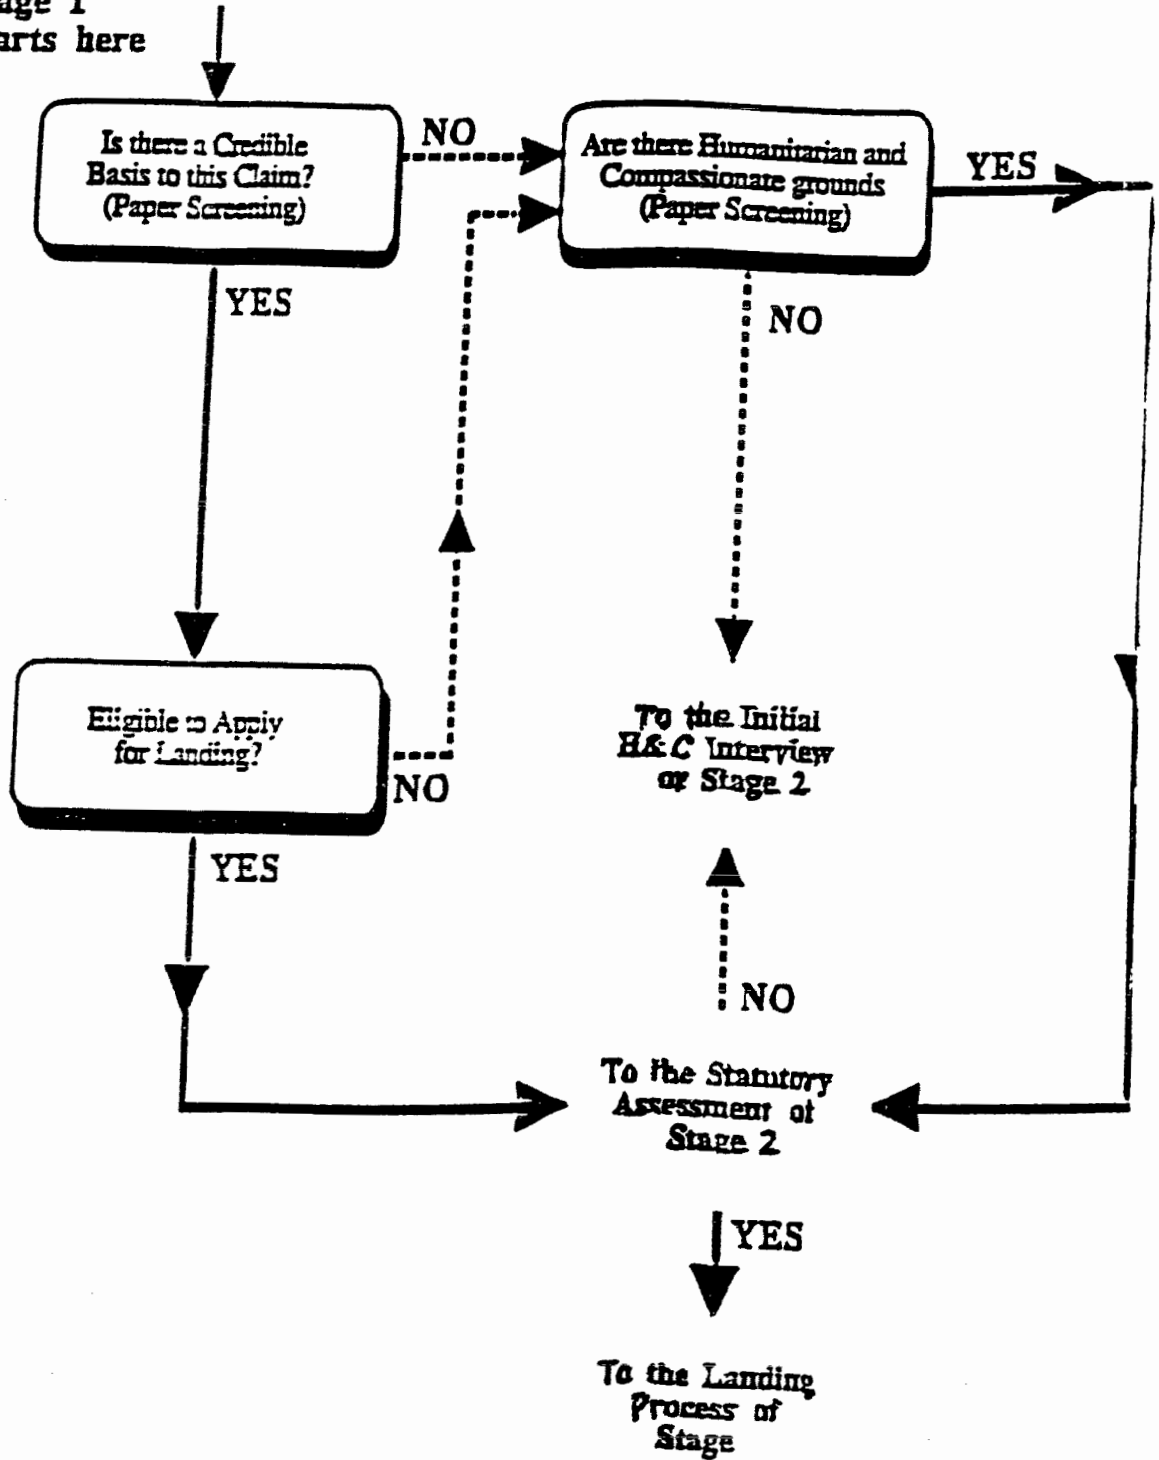 age 1
arts here
Is there a Credible
Basis to this Claim?
(Paper Screening)
NO
Are there Humanitarian and
Compassionate grounds
(Paper Screening)
YES
YES
NO
Eligible to Apply
for Landing?
NO
To the Initial
H&C Interview
of Stage 2
YES
NO
To the Statutory
Assessment of
Stage 2
YES
To the Landing
Process of
Stage